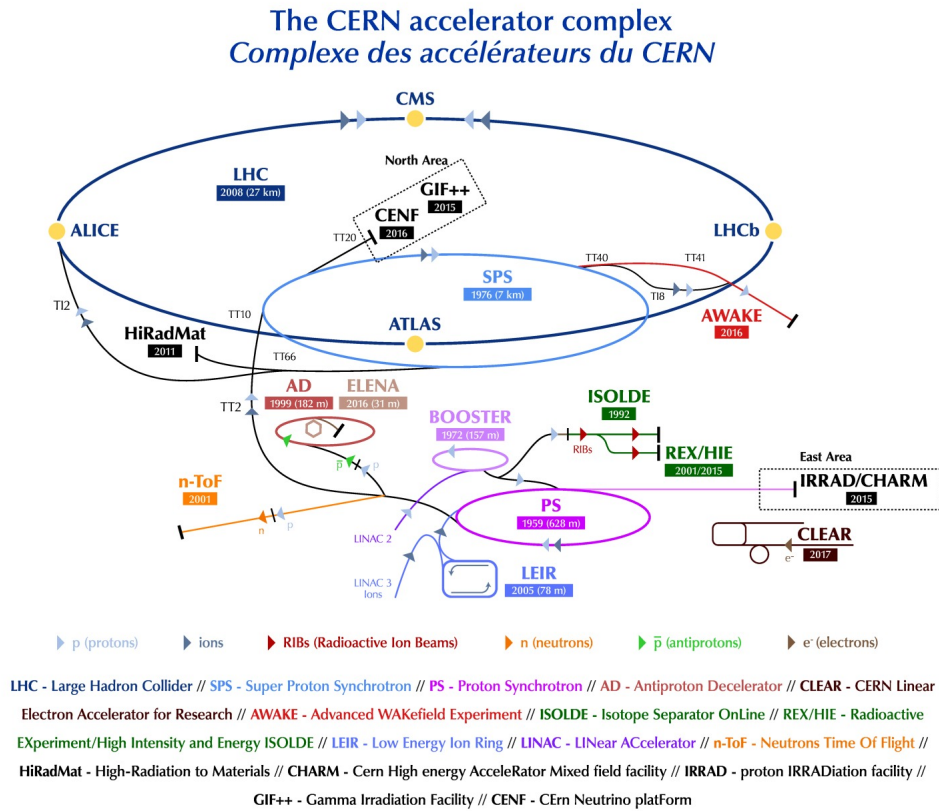 The CERN accelerator complex
Complexe des accélérateurs du CERN
CMS
North Area
LHC
2008 (27 km)
GIF++
2015
CENF
2016
ALICE
LHCb
TT20
TT40
TT41
SPS
1976 (7 km)
TI2
TI8
TT10
ATLAS
AWAKE
2016
HiRadMat
2011
TT66
AD
1999 (182 m)
ELENA
2016 (31 m)
TT2
ISOLDE
1992
BOOSTER
1972 (157 m)
RIBs
REX/HIE
2001/2015
East Area
p̅
p
n-ToF
2001
IRRAD/CHARM
2015
PS
1959 (628 m)
n
p
LINAC 2
CLEAR
2017
e-
LINAC 3
Ions
LEIR
2005 (78 m)
p (protons)
ions
RIBs (Radioactive Ion Beams)
n (neutrons)
p̅ (antiprotons)
e- (electrons)
LHC - Large Hadron Collider // SPS - Super Proton Synchrotron // PS - Proton Synchrotron // AD - Antiproton Decelerator // CLEAR - CERN Linear
Electron Accelerator for Research // AWAKE - Advanced WAKefield Experiment // ISOLDE - Isotope Separator OnLine // REX/HIE - Radioactive
EXperiment/High Intensity and Energy ISOLDE // LEIR - Low Energy Ion Ring // LINAC - LINear ACcelerator // n-ToF - Neutrons Time Of Flight //
HiRadMat - High-Radiation to Materials // CHARM - Cern High energy AcceleRator Mixed field facility // IRRAD - proton IRRADiation facility //
GIF++ - Gamma Irradiation Facility // CENF - CErn Neutrino platForm